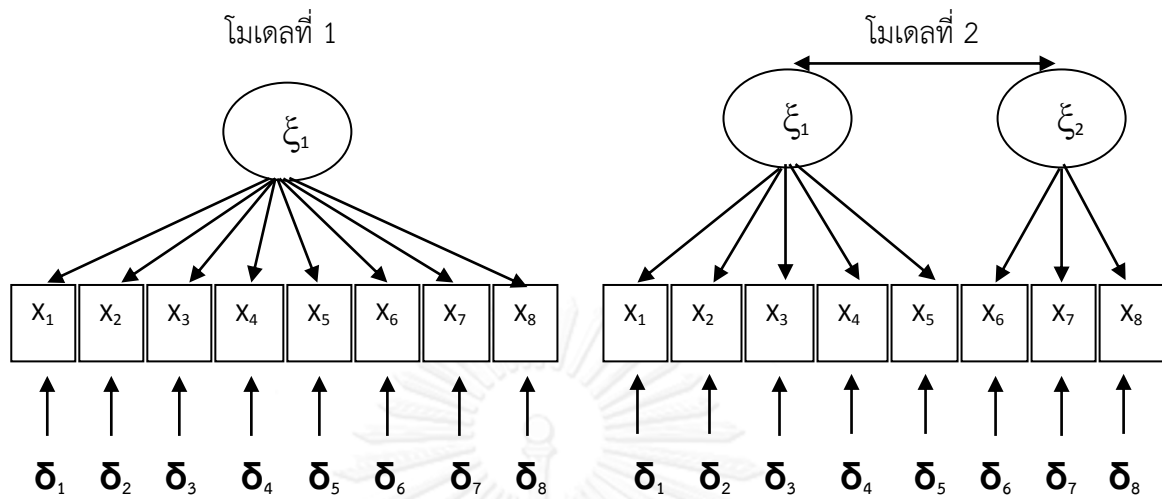 โมเดลที่ 1
ξ₁
X₁ X₂ X₃ X₄ X₅ X₆ X₇ X₈
δ₁ δ₂ δ₃ δ₄ δ₅ δ₆ δ₇ δ₈
โมเดลที่ 2
ξ₁ ξ₂
X₁ X₂ X₃ X₄ X₅ X₆ X₇ X₈
δ₁ δ₂ δ₃ δ₄ δ₅ δ₆ δ₇ δ₈